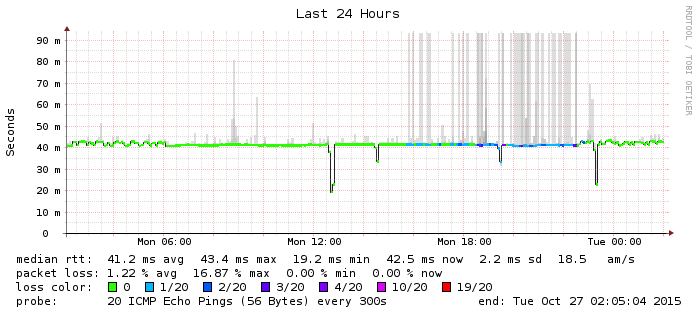 Last 24 Hours
RRDTOOL / TOBI OETIKER
Seconds
90 m
80 m
70 m
60 m
50 m
40 m
30 m
20 m
10 m
0
Mon 06:00 Mon 12:00 Mon 18:00 Tue 00:00
median rtt: 41.2 ms avg 43.4 ms max 19.2 ms min 42.5 ms now 2.2 ms sd 18.5 am/s
packet loss: 1.22 % avg 16.87 % max 0.00 % min 0.00 % now
loss color: 0 1/20 2/20 3/20 4/20 10/20 19/20
probe: 20 ICMP Echo Pings (56 Bytes) every 300s end: Tue Oct 27 02:05:04 2015